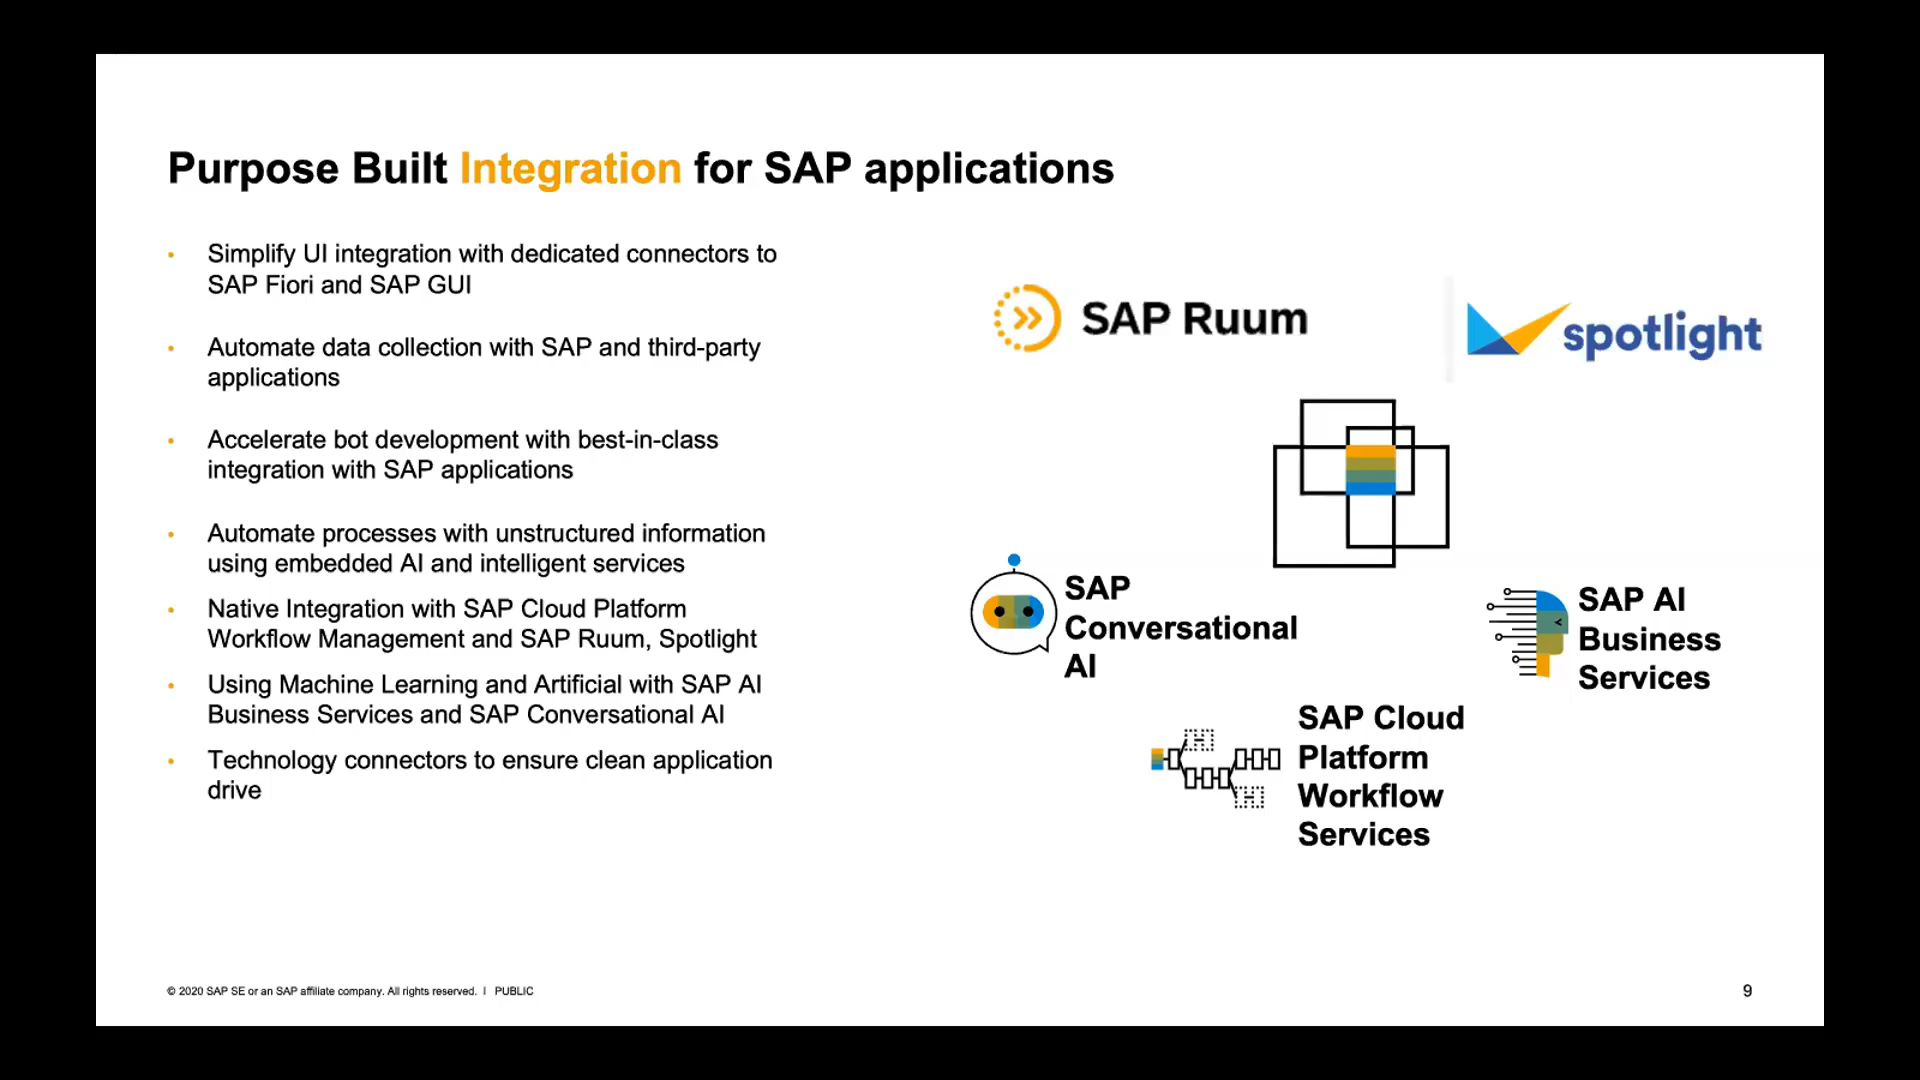 Purpose Built Integration for SAP applications
• Simplify UI integration with dedicated connectors to
SAP Fiori and SAP GUI
• Automate data collection with SAP and third-party
applications
• Accelerate bot development with best-in-class
integration with SAP applications
• Automate processes with unstructured information
using embedded AI and intelligent services
• Native Integration with SAP Cloud Platform
Workflow Management and SAP Ruum, Spotlight
• Using Machine Learning and Artificial with SAP AI
Business Services and SAP Conversational AI
• Technology connectors to ensure clean application
drive
SAP Ruum
spotlight
SAP
Conversational
AI
SAP AI
Business
Services
SAP Cloud
Platform
Workflow
Services
© 2020 SAP SE or an SAP affiliate company. All rights reserved. | PUBLIC
9